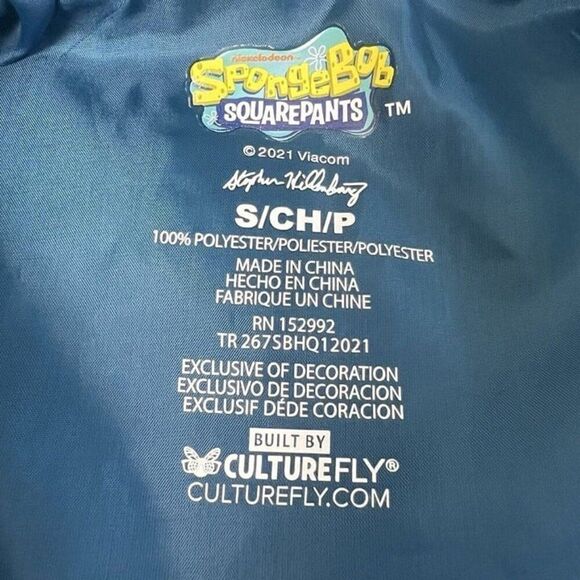 nickelodeon
SpongeBob
SQUAREPANTS TM
© 2021 Viacom
Stephen Hillenburg
S/CH/P
100% POLYESTER/POLIESTER/POLYESTER
MADE IN CHINA
HECHO EN CHINA
FABRIQUE UN CHINE
RN 152992
TR 267SBHQ12021
EXCLUSIVE OF DECORATION
EXCLUSIVO DE DECORACION
EXCLUSIF DÉDE CORACION
BUILT BY
CULTUREFLY®
CULTUREFLY.COM